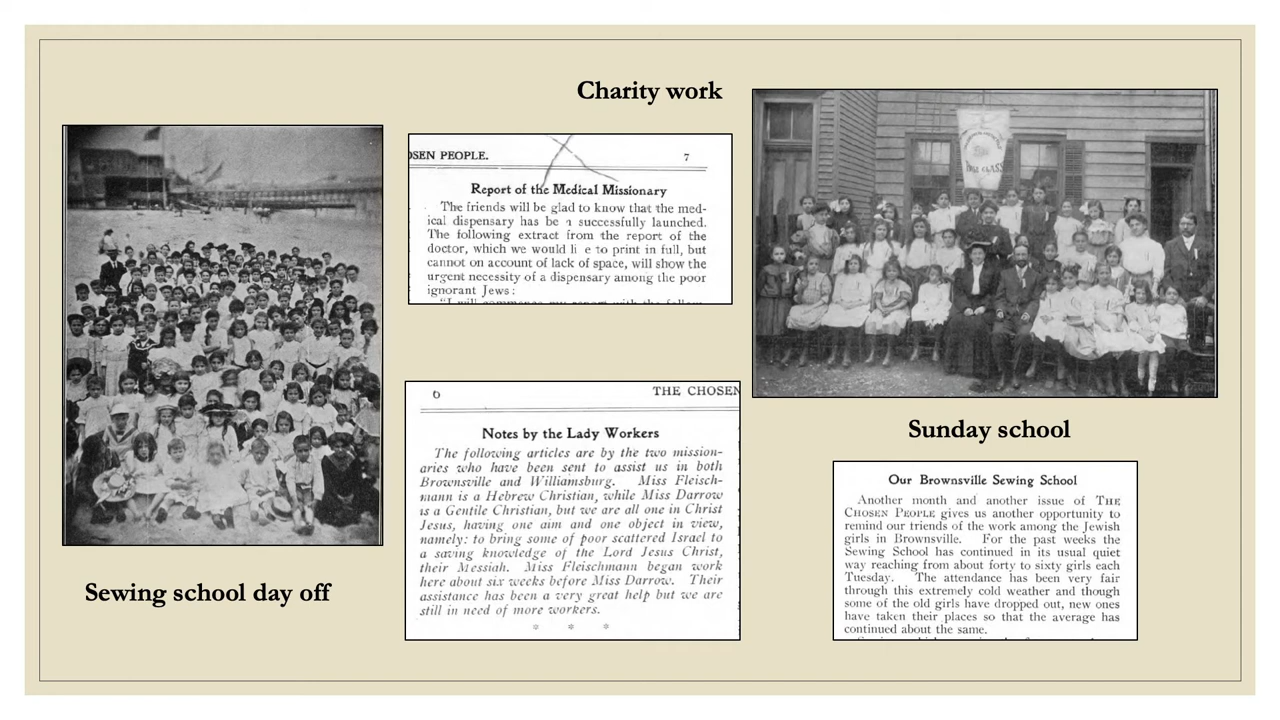 Charity work
OSEN PEOPLE. 7
Report of the Medical Missionary
The friends will be glad to know that the med-
ical dispensary has be n successfully launched.
The following extract from the report of the
doctor, which we would li e to print in full, but
cannot on account of lack of space, will show the
urgent necessity of a dispensary among the poor
ignorant Jews:
6 THE CHOSEN
Notes by the Lady Workers
The following articles are by the two mission-
aries who have been sent to assist us in both
Brownsville and Williamsburg. Miss Fleisch-
mann is a Hebrew Christian, while Miss Darrow
is a Gentile Christian, but we are all one in Christ
Jesus, having one aim and one object in view,
namely: to bring some of poor scattered Israel to
a saving knowledge of the Lord Jesus Christ,
their Messiah. Miss Fleischmann began work
here about six weeks before Miss Darrow. Their
assistance has been a very great help but we are
still in need of more workers.
* * *
CLASS
Sunday school
Our Brownsville Sewing School
Another month and another issue of THE
CHOSEN PEOPLE gives us another opportunity to
remind our friends of the work among the Jewish
girls in Brownsville. For the past weeks the
Sewing School has continued in its usual quiet
way reaching from about forty to sixty girls each
Tuesday. The attendance has been very fair
through this extremely cold weather and though
some of the old girls have dropped out, new ones
have taken their places so that the average has
continued about the same.
Sewing school day off